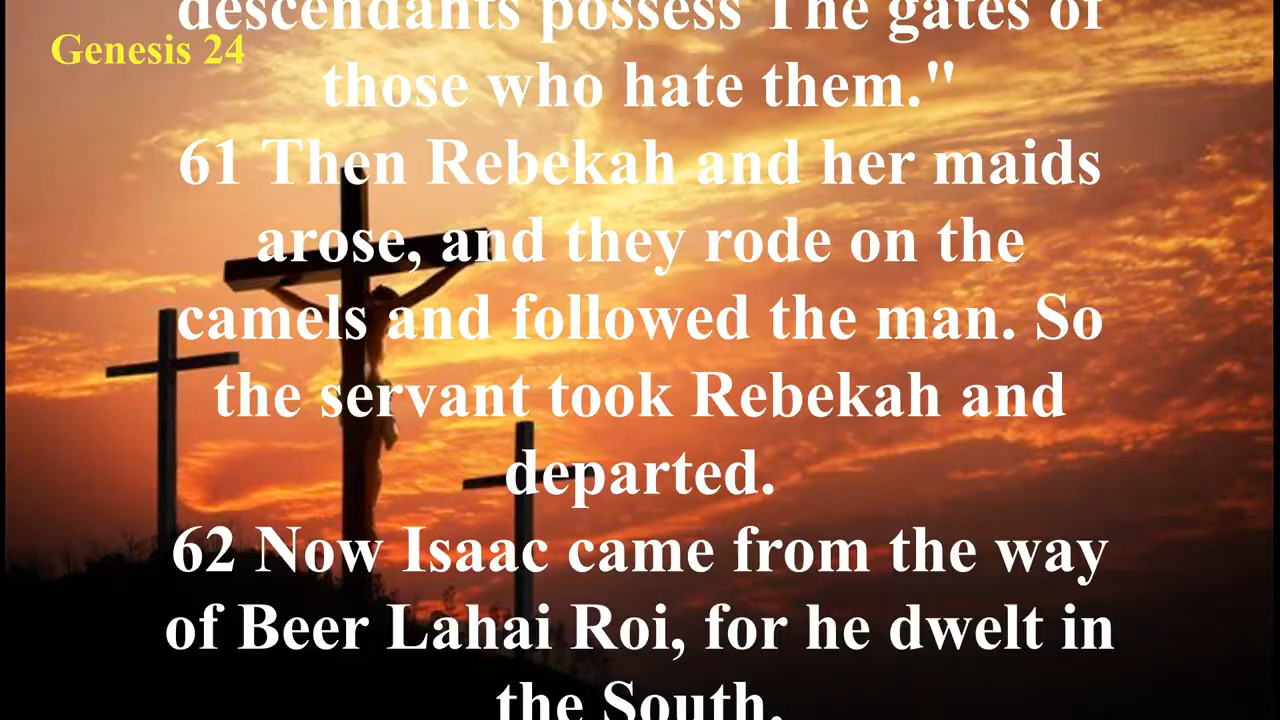 descendants possess The gates of
Genesis 24
those who hate them."
61 Then Rebekah and her maids
arose, and they rode on the
camels and followed the man. So
the servant took Rebekah and
departed.
62 Now Isaac came from the way
of Beer Lahai Roi, for he dwelt in
the South.